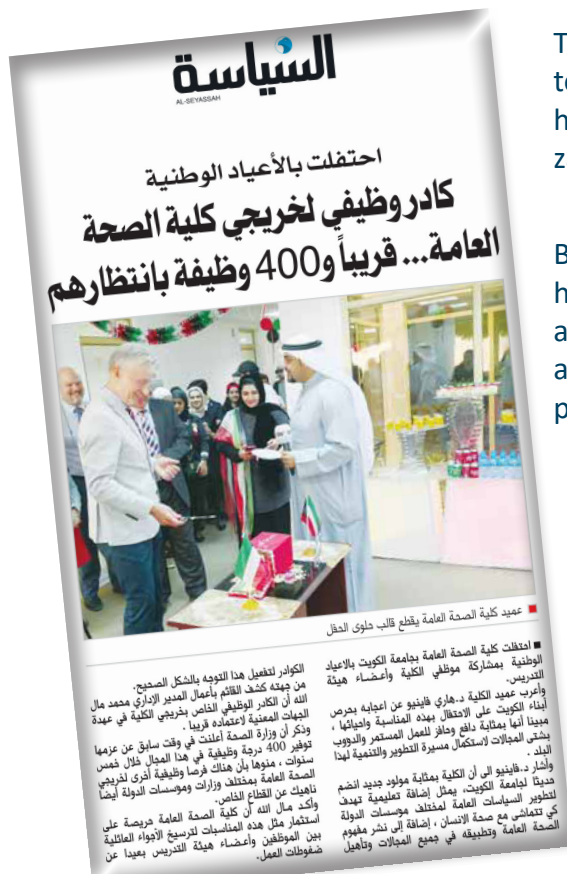 السياسة
AL-SEYASSAH
احتفلت بالأعياد الوطنية
كادر وظيفي لخريجي كلية الصحة
العامة... قريباً و400 وظيفة بانتظارهم
عميد كلية الصحة العامة يقطع قالب حلوى الحفل
احتفلت كلية الصحة العامة بجامعة الكويت بالاعياد
الوطنية بمشاركة موظفي الكلية وأعضاء هيئة
التدريس.
وأعرب عميد الكلية د.هاري فاينيو عن اعجابه بحرص
أبناء الكويت على الاحتفال بهذه المناسبة واحيائها ،
مبينا أنها بمثابة دافع وحافز للعمل المستمر والدؤوب
بشتى المجالات لاستكمال مسيرة التطوير والتنمية لهذا
البلد .
وأشار د.فاينيو الى أن الكلية بمثابة مولود جديد انضم
حديثا لجامعة الكويت، يمثل إضافة تعليمية تهدف
لتطوير السياسات العامة لمختلف مؤسسات الدولة
كي تتماشى مع صحة الانسان ، إضافة إلى نشر مفهوم
الصحة العامة وتطبيقه في جميع المجالات وتأهيل
الكوادر لتفعيل هذا التوجه بالشكل الصحيح.
من جهته كشف القائم بأعمال المدير الإداري محمد مال
الله أن الكادر الوظيفي الخاص بخريجي الكلية في عهدة
الجهات المعنية لاعتماده قريبا .
وذكر أن وزارة الصحة أعلنت في وقت سابق عن عزمها
توفير 400 درجة وظيفية في هذا المجال خلال خمس
سنوات ، منوها بأن هناك فرصا وظيفية أخرى لخريجي
الصحة العامة بمختلف وزارات ومؤسسات الدولة أيضا
ناهيك عن القطاع الخاص.
وأكد مال الله أن كلية الصحة العامة حريصة على
استثمار مثل هذه المناسبات لترسيخ الأجواء العائلية
بين الموظفين وأعضاء هيئة التدريس بعيدا عن
ضغوطات العمل.
T
te
h
z
B
h
a
a
p